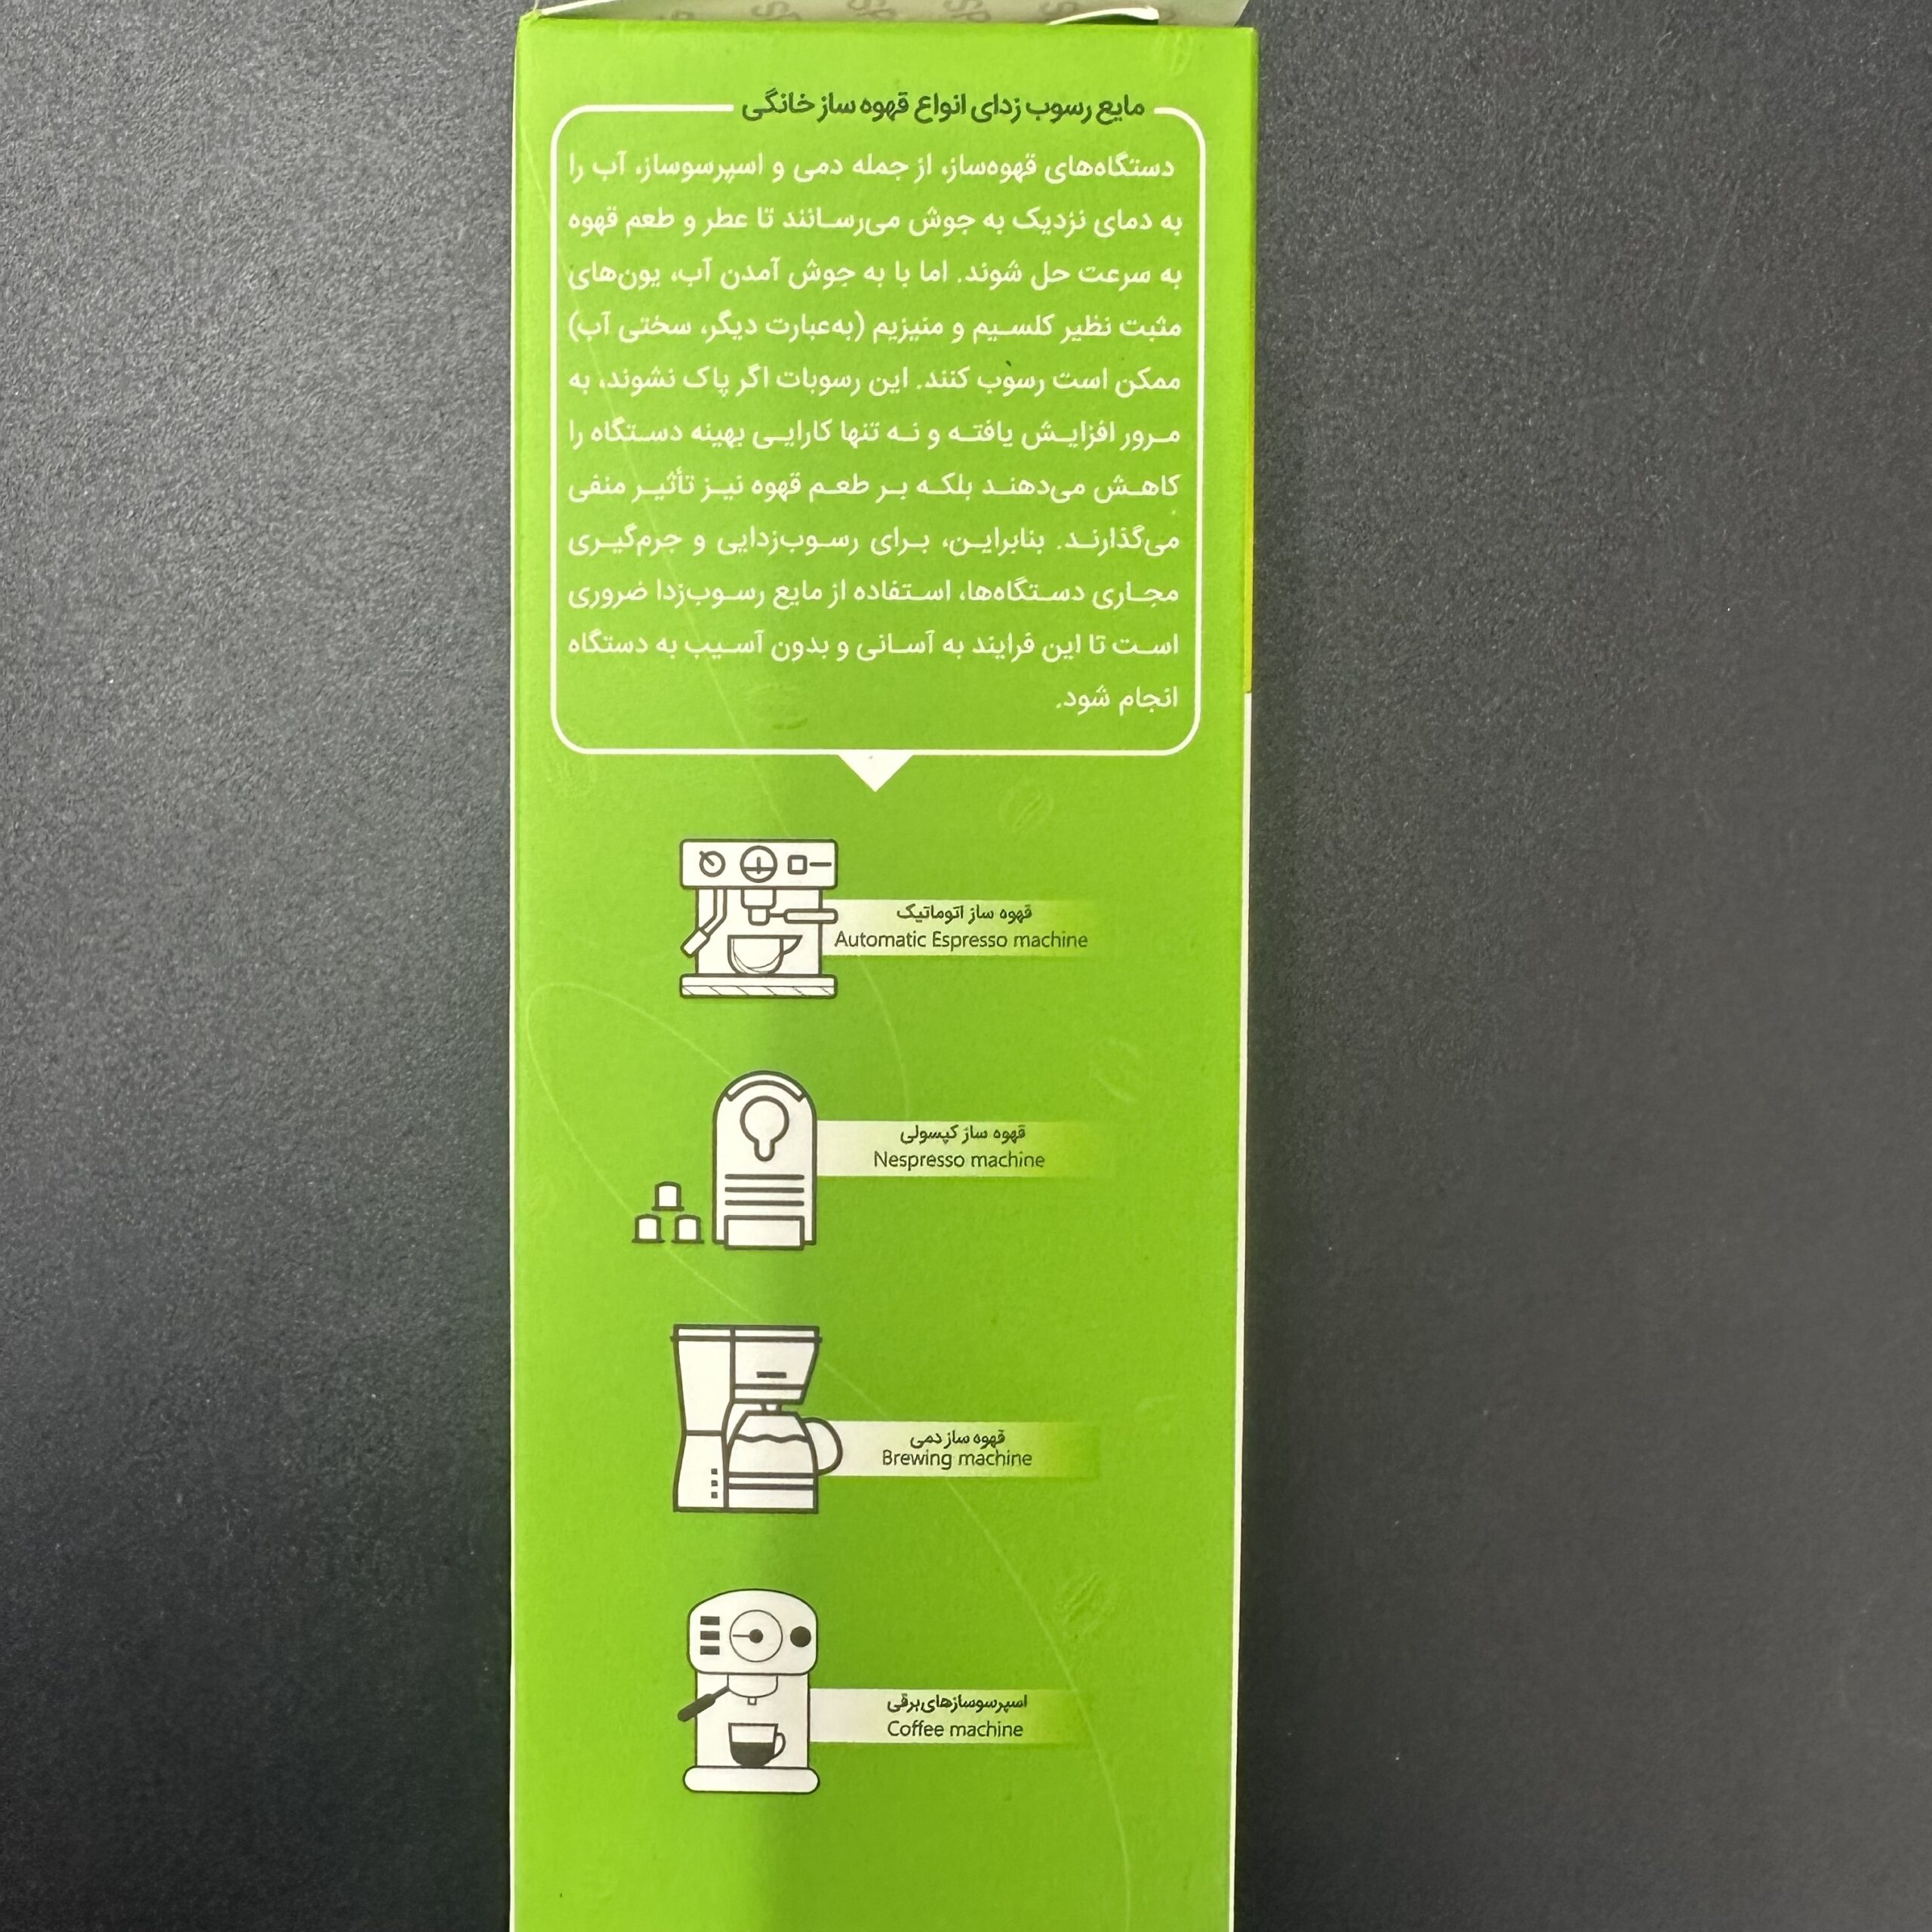 مایع رسوب زدای انواع قهوه ساز خانگی
دستگاه‌های قهوه‌ساز، از جمله دمی و اسپرسوساز، آب را
به دمای نزدیک به جوش می‌رسانند تا عطر و طعم قهوه
به سرعت حل شوند. اما با به جوش آمدن آب، یون‌های
مثبت نظیر کلسیم و منیزیم (به‌عبارت دیگر، سختی آب)
ممکن است رسوب کنند. این رسوبات اگر پاک نشوند، به
مرور افزایش یافته و نه تنها کارایی بهینه دستگاه را
کاهش می‌دهند بلکه بر طعم قهوه نیز تأثیر منفی
می‌گذارند. بنابراین، برای رسوب‌زدایی و جرم‌گیری
مجاری دستگاه‌ها، استفاده از مایع رسوب‌زدا ضروری
است تا این فرایند به آسانی و بدون آسیب به دستگاه
انجام شود.
قهوه ساز اتوماتیک
Automatic Espresso machine
قهوه ساز کپسولی
Nespresso machine
قهوه ساز دمی
Brewing machine
اسپرسوسازهای‌برقی
Coffee machine